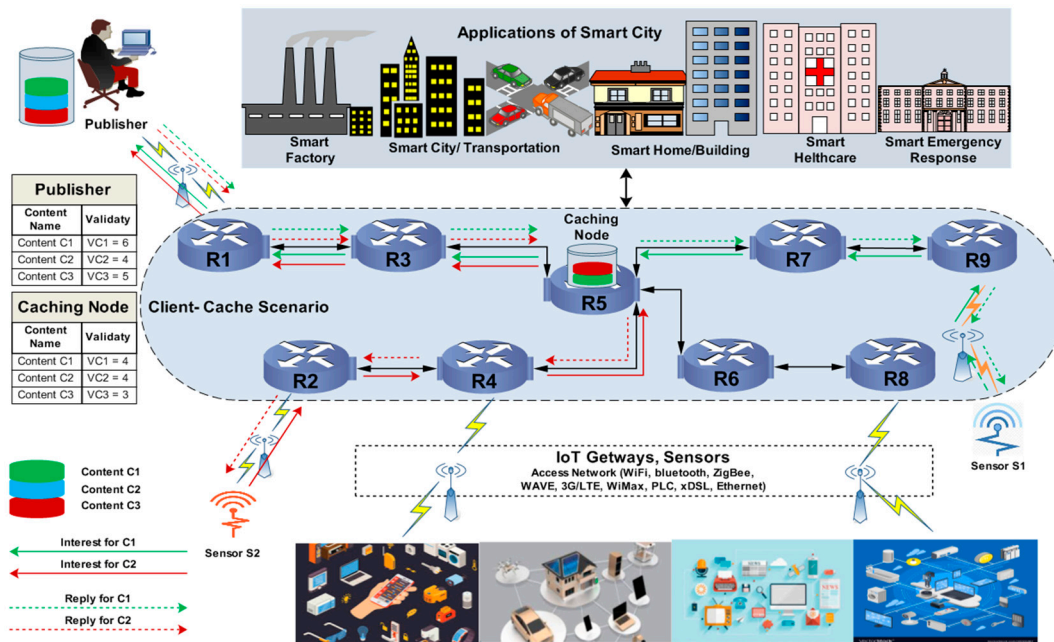 Applications of Smart City
Publisher
Smart
Factory
Smart City/ Transportation
Smart Home/Building
Smart
Helthcare
Smart Emergency
Response
Publisher
Content
Name
Validaty
Content C1
VC1 = 6
Content C2
VC2 = 4
Content C3
VC3 = 5
Caching Node
Content
Name
Validaty
Content C1
VC1 = 4
Content C2
VC2 = 4
Content C3
VC3 = 3
Caching
Node
R1
R3
R5
R7
R9
Client- Cache Scenario
R2
R4
R6
R8
IoT Getways, Sensors
Access Network (WiFi, bluetooth, ZigBee,
WAVE, 3G/LTE, WiMax, PLC, xDSL, Ethernet)
Sensor S1
Sensor S2
Content C1
Content C2
Content C3
Interest for C1
Interest for C2
Reply for C1
Reply for C2